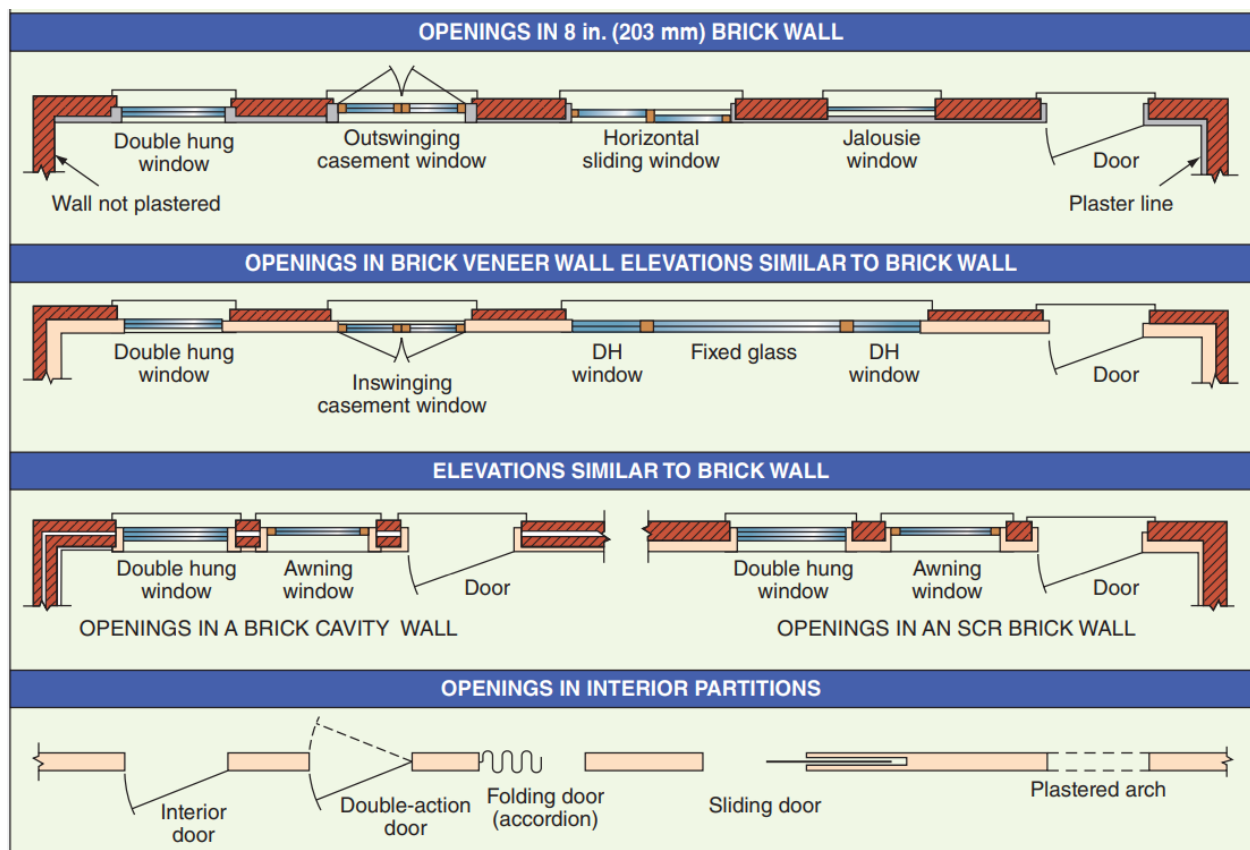 OPENINGS IN 8 in. (203 mm) BRICK WALL
Double hung
window
Outswinging
casement window
Horizontal
sliding window
Jalousie
window
Door
Wall not plastered
Plaster line
OPENINGS IN BRICK VENEER WALL ELEVATIONS SIMILAR TO BRICK WALL
Double hung
window
Inswinging
casement window
DH
window
Fixed glass
DH
window
Door
ELEVATIONS SIMILAR TO BRICK WALL
Double hung
window
Awning
window
Door
OPENINGS IN A BRICK CAVITY WALL
Double hung
window
Awning
window
Door
OPENINGS IN AN SCR BRICK WALL
OPENINGS IN INTERIOR PARTITIONS
Interior
door
Double-action
door
Folding door
(accordion)
Sliding door
Plastered arch